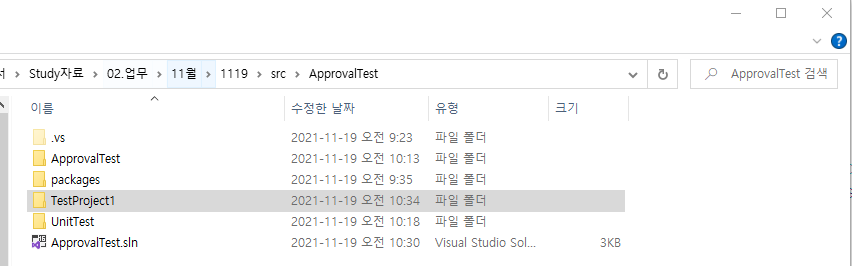 서 > Study자료 > 02.업무 > 11월 > 1119 > src > ApprovalTest
ApprovalTest 검색
이름 수정한 날짜 유형 크기
.vs 2021-11-19 오전 9:23 파일 폴더
ApprovalTest 2021-11-19 오전 10:13 파일 폴더
packages 2021-11-19 오전 9:35 파일 폴더
TestProject1 2021-11-19 오전 10:34 파일 폴더
UnitTest 2021-11-19 오전 10:18 파일 폴더
ApprovalTest.sln 2021-11-19 오전 10:30 Visual Studio Sol... 3KB